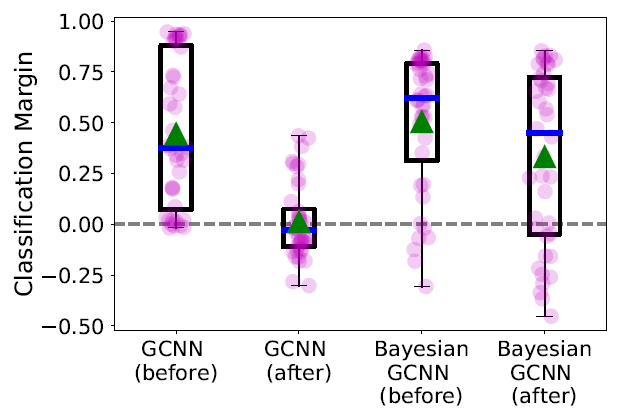 Classification Margin
1.00
0.75
0.50
0.25
0.00
−0.25
−0.50
GCNN
(before)
GCNN
(after)
Bayesian
GCNN
(before)
Bayesian
GCNN
(after)